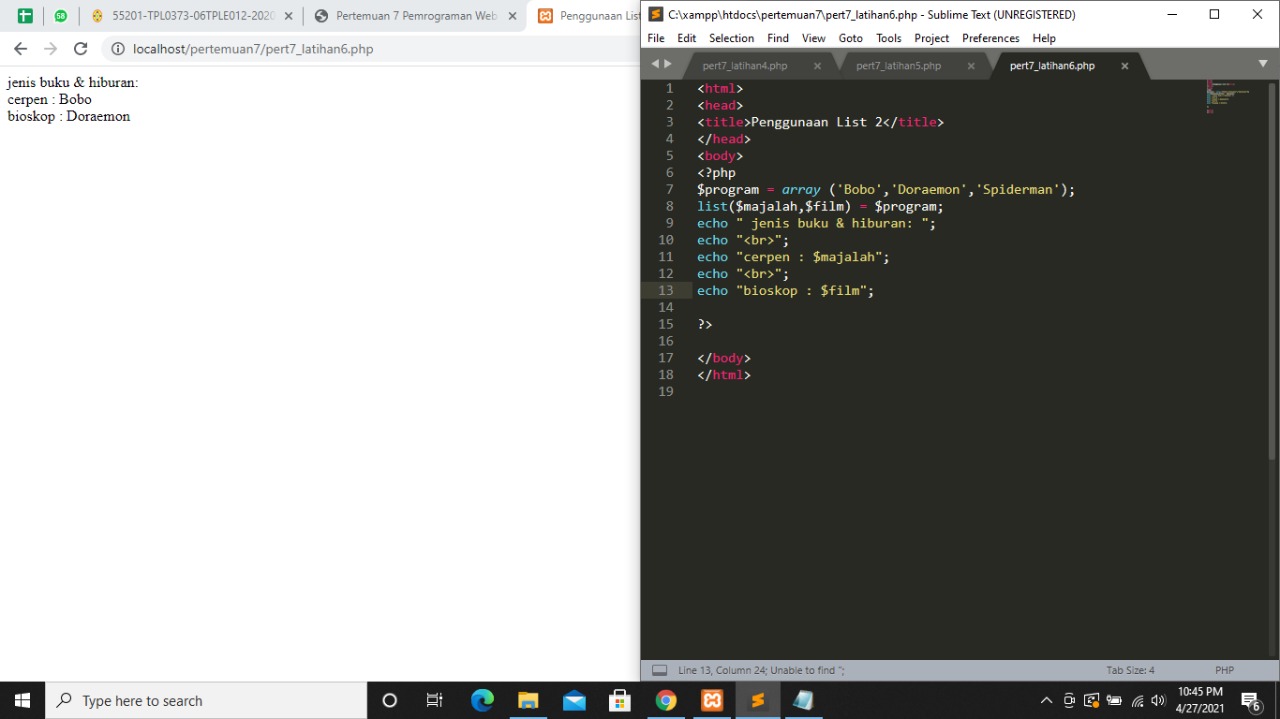 55201-TPL0373-06TPLE012-2020
Pertemuan 7 Pemrograman Web
Penggunaan List
localhost/pertemuan7/pert7_latihan6.php
jenis buku & hiburan:
cerpen : Bobo
bioskop : Doraemon
C:\xampp\htdocs\pertemuan7\pert7_latihan6.php - Sublime Text (UNREGISTERED)
File Edit Selection Find View Goto Tools Project Preferences Help
pert7_latihan4.php pert7_latihan5.php pert7_latihan6.php
1 <html>
2 <head>
3 <title>Penggunaan List 2</title>
4 </head>
5 <body>
6 <?php
7 $program = array ('Bobo','Doraemon','Spiderman');
8 list($majalah,$film) = $program;
9 echo " jenis buku & hiburan: ";
10 echo "<br>";
11 echo "cerpen : $majalah";
12 echo "<br>";
13 echo "bioskop : $film";
14
15 ?>
16
17 </body>
18 </html>
19
Line 13, Column 24; Unable to find ";
Tab Size: 4
PHP
Type here to search
10:45 PM
4/27/2021
6